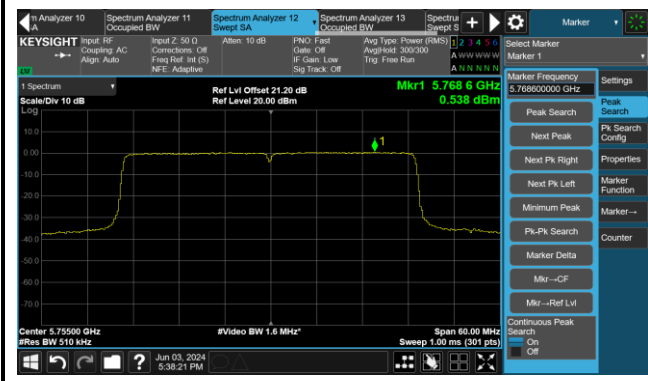 n Analyzer 10
A
Spectrum Analyzer 11
Occupied BW
Spectrum Analyzer 12
Swept SA
Spectrum Analyzer 13
Occupied BW
Spectru
Swept S
Marker
KEYSIGHT
Input: RF
Coupling: AC
Align: Auto
Input Z: 50 Ω
Corrections: Off
Freq Ref: Int (S)
NFE: Adaptive
Atten: 10 dB
PNO: Fast
Gate: Off
IF Gain: Low
Sig Track: Off
Avg Type: Power (RMS)
Avg|Hold: 300/300
Trig: Free Run
1 2 3 4 5 6
A W W W W W
A N N N N N
Select Marker
Marker 1
1 Spectrum
Scale/Div 10 dB
Log
Ref Lvl Offset 21.20 dB
Ref Level 20.00 dBm
Mkr1 5.768 6 GHz
0.538 dBm
Marker Frequency
5.768600000 GHz
Peak Search
Next Peak
Next Pk Right
Next Pk Left
Minimum Peak
Pk-Pk Search
Marker Delta
Mkr→CF
Mkr→Ref Lvl
Continuous Peak
Search
On
Off
Settings
Peak
Search
Pk Search
Config
Properties
Marker
Function
Marker→
Counter
10.0
0.00
-10.0
-20.0
-30.0
-40.0
-50.0
-60.0
-70.0
1
Center 5.75500 GHz
#Res BW 510 kHz
#Video BW 1.6 MHz*
Span 60.00 MHz
Sweep 1.00 ms (301 pts)
?
Jun 03, 2024
5:38:21 PM